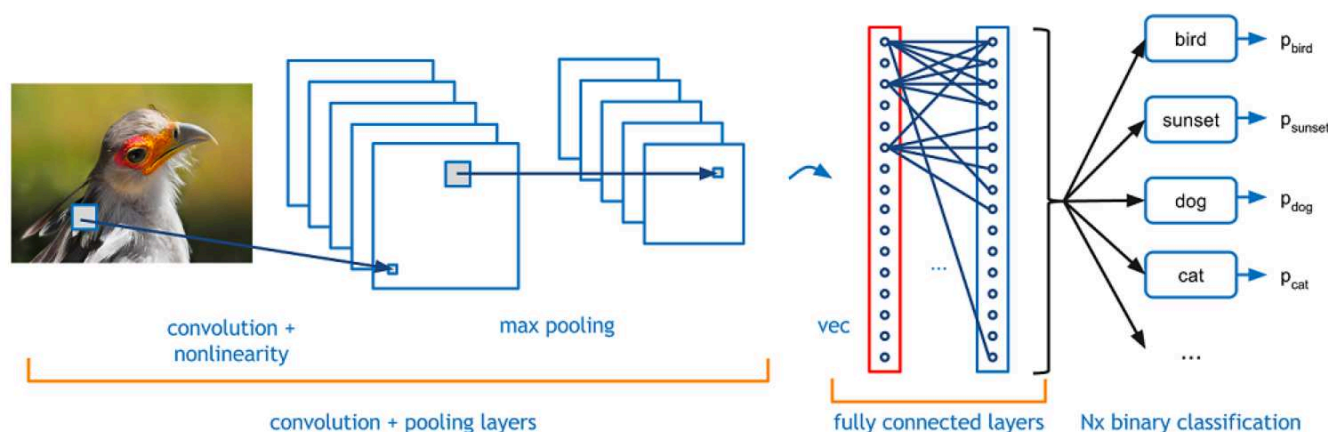 convolution +
nonlinearity
max pooling
convolution + pooling layers
vec
...
fully connected layers
bird
p_bird
sunset
p_sunset
dog
p_dog
cat
p_cat
...
Nx binary classification